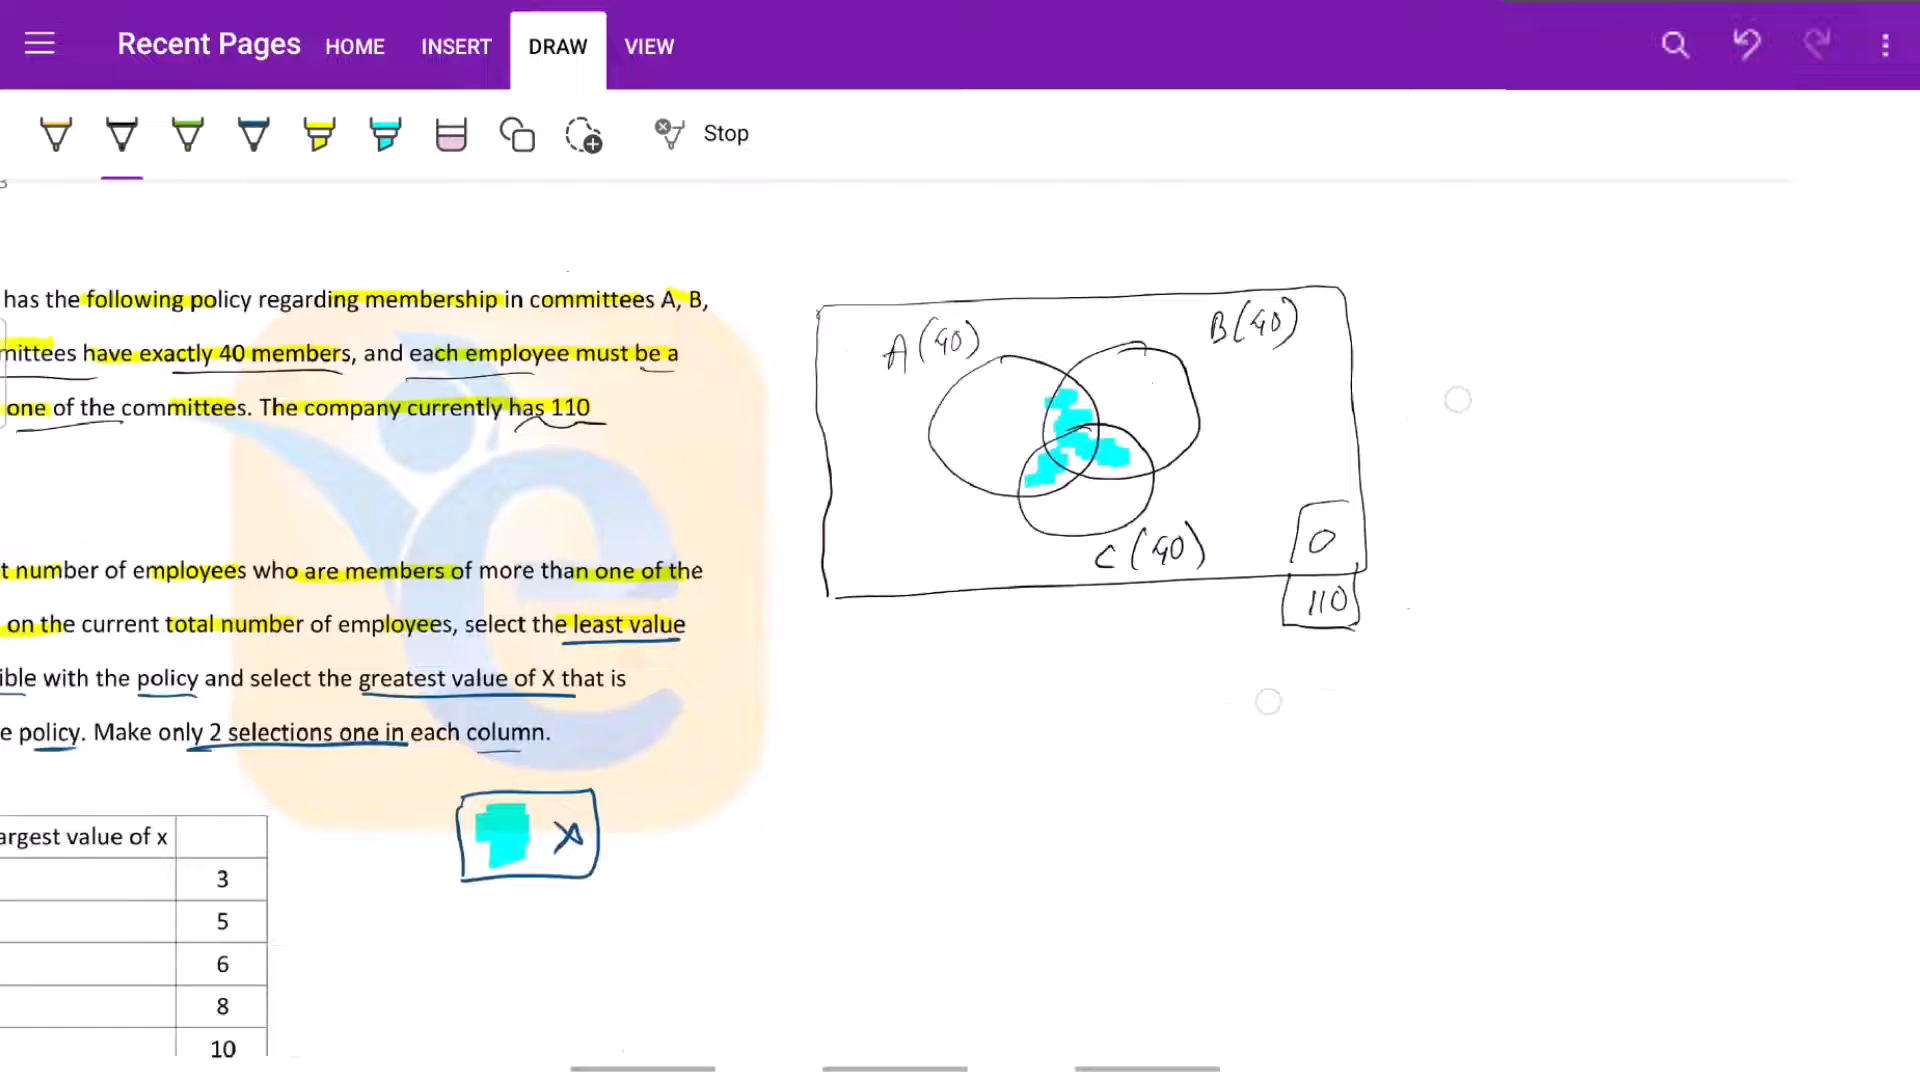 Recent Pages HOME INSERT DRAW VIEW
Stop
has the following policy regarding membership in committees A, B,
mittees have exactly 40 members, and each employee must be a
one of the committees. The company currently has 110
t number of employees who are members of more than one of the
on the current total number of employees, select the least value
ible with the policy and select the greatest value of X that is
e policy. Make only 2 selections one in each column.
argest value of x
3
5
6
8
10
x
A (40)
B (40)
C (40)
0
110